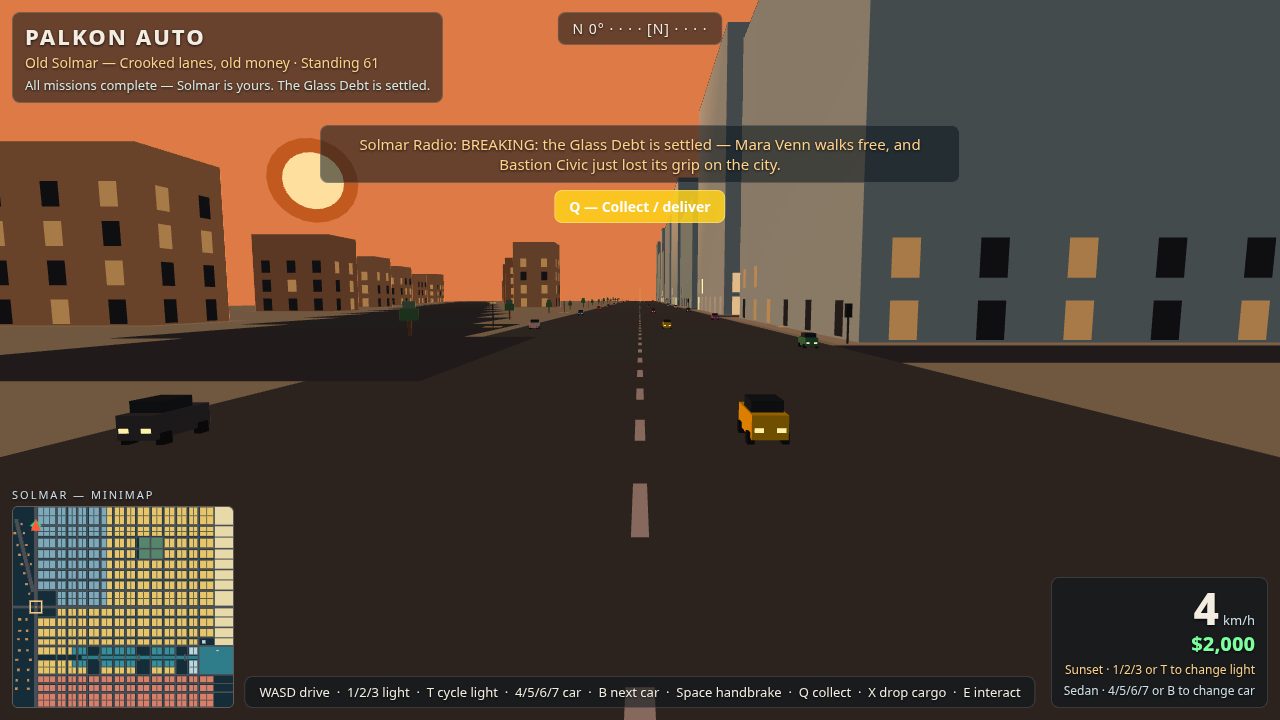 PALKON AUTO
Old Solmar — Crooked lanes, old money · Standing 61
All missions complete — Solmar is yours. The Glass Debt is settled.
N 0° · · · · [N] · · · ·
Solmar Radio: BREAKING: the Glass Debt is settled — Mara Venn walks free, and
Bastion Civic just lost its grip on the city.
Q — Collect / deliver
SOLMAR — MINIMAP
4 km/h
$2,000
Sunset · 1/2/3 or T to change light
Sedan · 4/5/6/7 or B to change car
WASD drive · 1/2/3 light · T cycle light · 4/5/6/7 car · B next car · Space handbrake · Q collect · X drop cargo · E interact